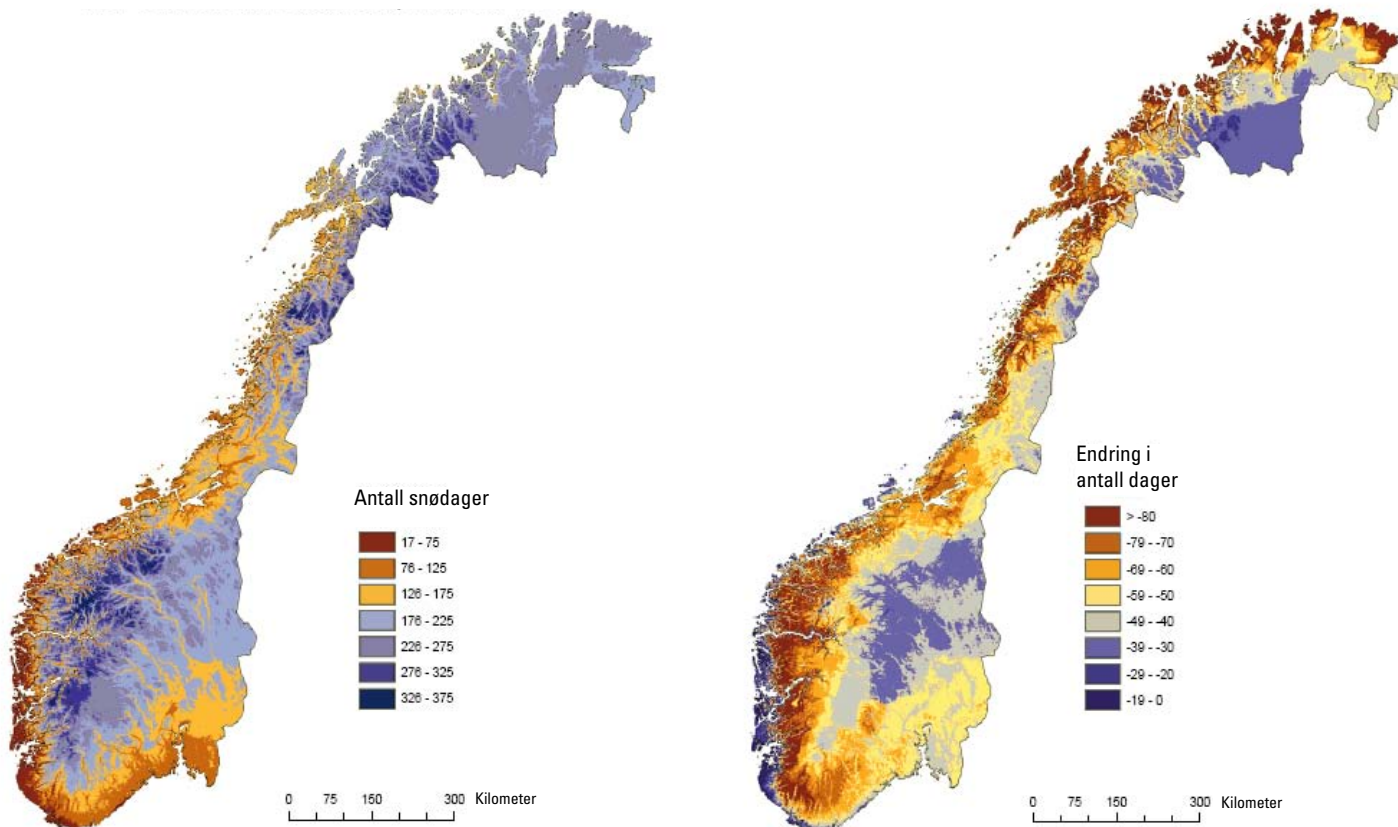 Antall snødager
17 - 75
76 - 125
126 - 175
176 - 225
226 - 275
276 - 325
326 - 375
0 75 150 300 Kilometer
Endring i
antall dager
> -80
-79 - -70
-69 - -60
-59 - -50
-49 - -40
-39 - -30
-29 - -20
-19 - 0
0 75 150 300 Kilometer